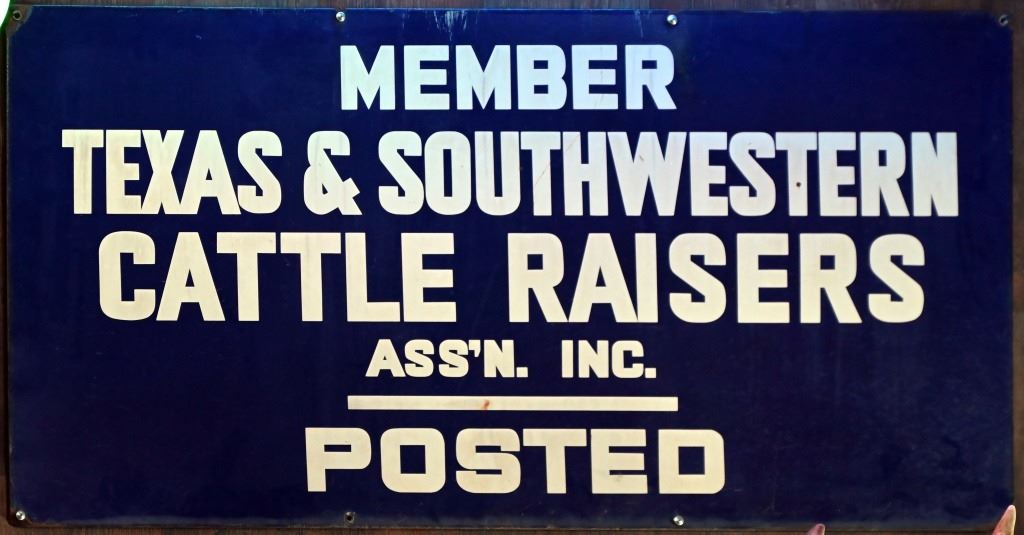 MEMBER
TEXAS & SOUTHWESTERN
CATTLE RAISERS
ASS'N. INC.
POSTED